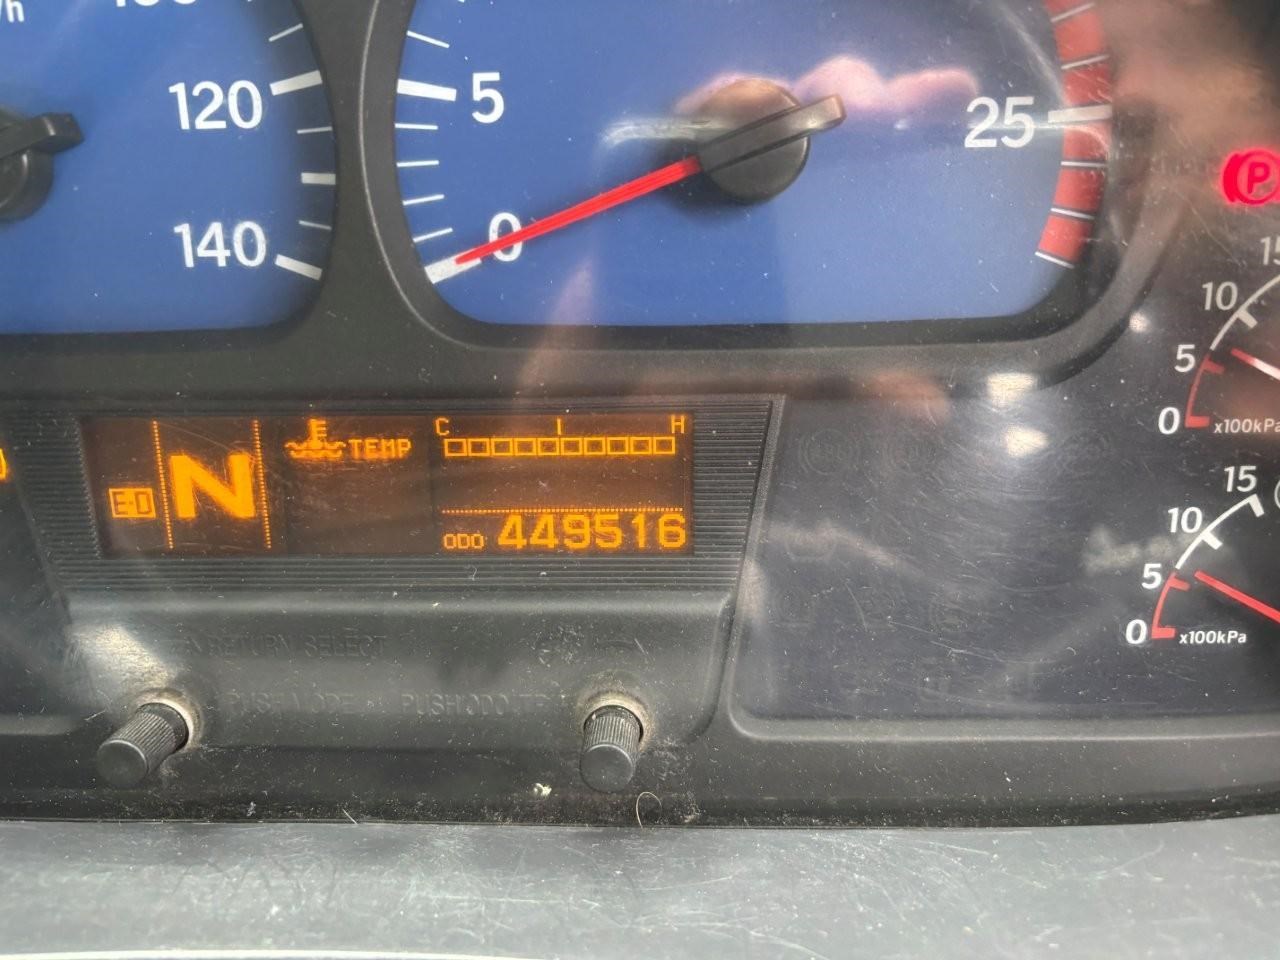 /h
120
140
5
0
25
P
15
10
5
0
x100kPa
15
10
5
0
x100kPa
E-D
N
TEMP
C
H
ODO 449516
RETURN SELECT
PUSH MODE
PUSH ODO/TR